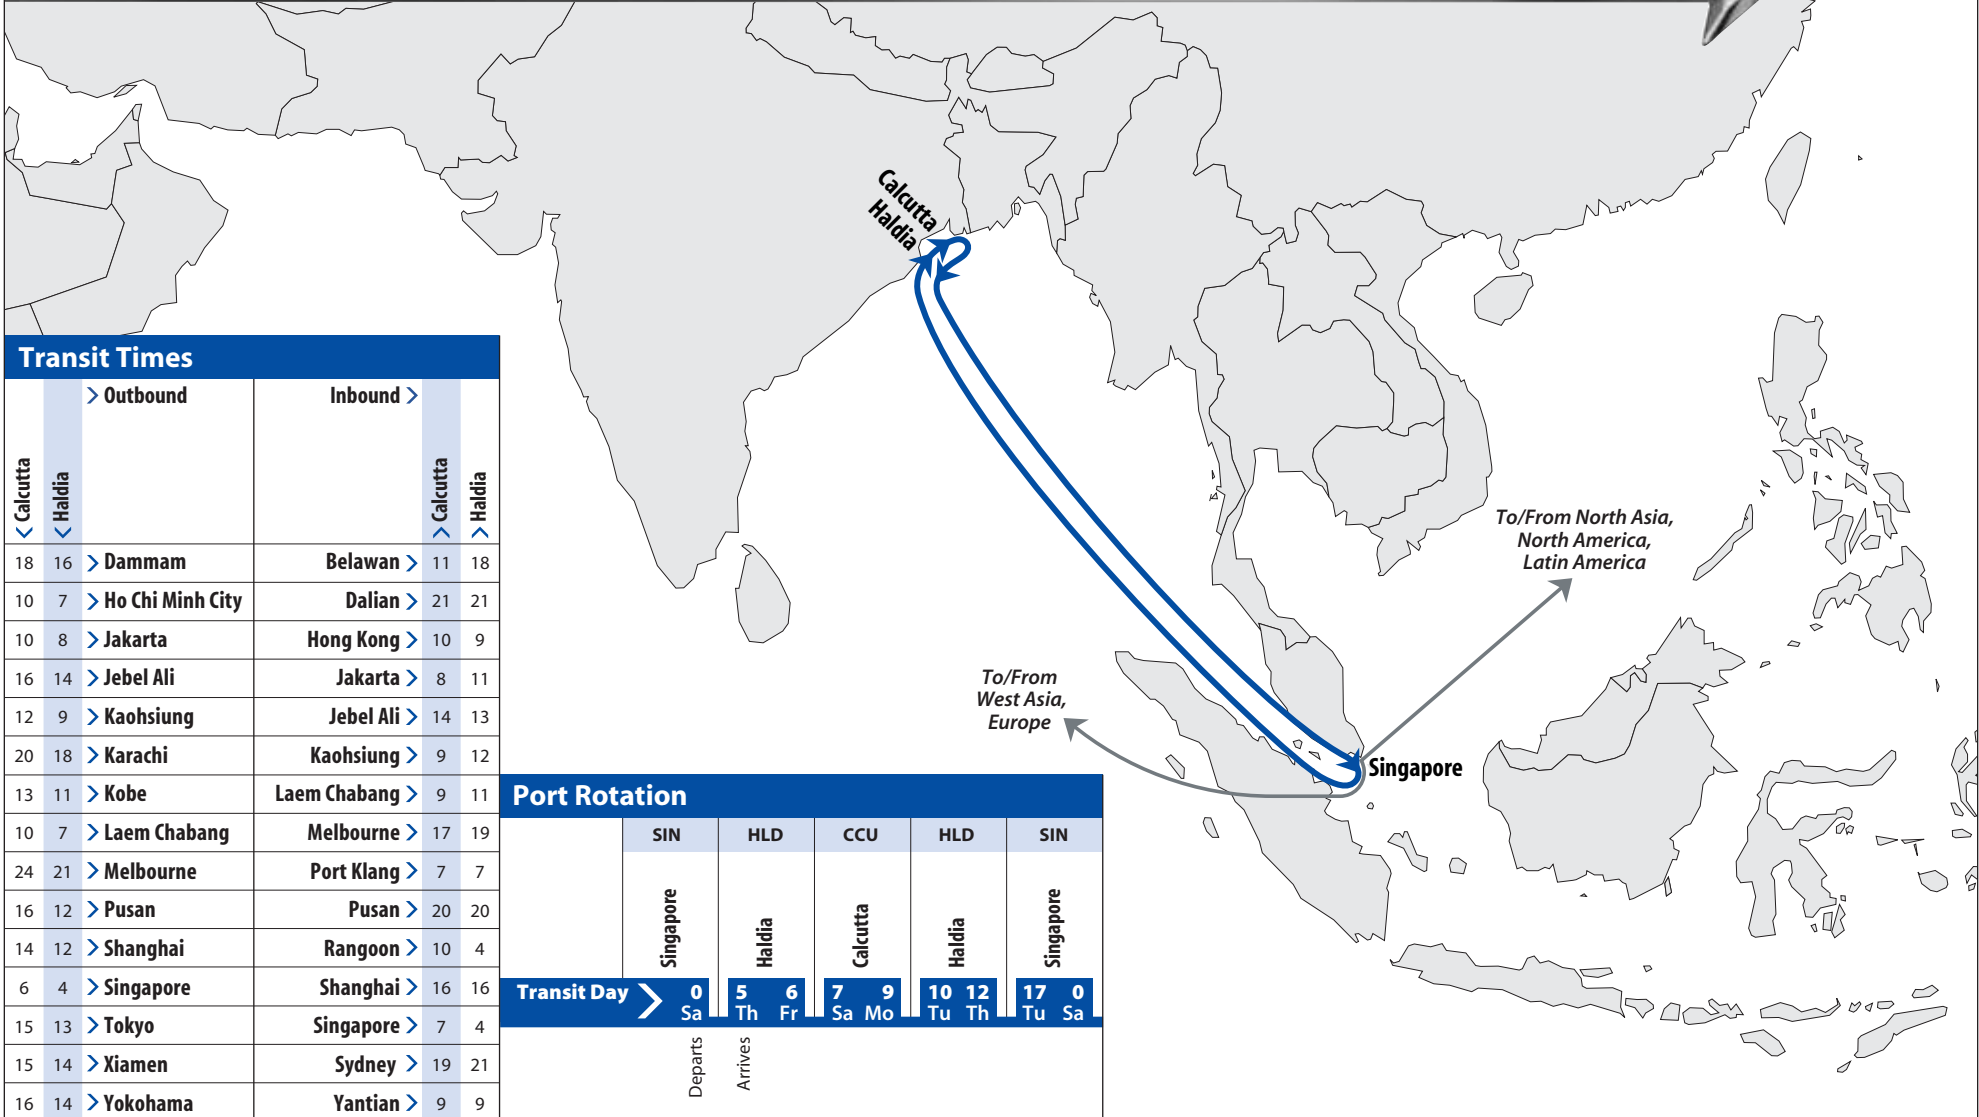 Calcutta
Haldia
To/From North Asia,
North America,
Latin America
To/From
West Asia,
Europe
Singapore
Transit Times
Calcutta
Haldia
Outbound
Inbound
Calcutta
Haldia
18 16 Dammam Belawan 11 18
10 7 Ho Chi Minh City Dalian 21 21
10 8 Jakarta Hong Kong 10 9
16 14 Jebel Ali Jakarta 8 11
12 9 Kaohsiung Jebel Ali 14 13
20 18 Karachi Kaohsiung 9 12
13 11 Kobe Laem Chabang 9 11
10 7 Laem Chabang Melbourne 17 19
24 21 Melbourne Port Klang 7 7
16 12 Pusan Pusan 20 20
14 12 Shanghai Rangoon 10 4
6 4 Singapore Shanghai 16 16
15 13 Tokyo Singapore 7 4
15 14 Xiamen Sydney 19 21
16 14 Yokohama Yantian 9 9
Port Rotation
SIN HLD CCU HLD SIN
Singapore
Haldia
Calcutta
Haldia
Singapore
Transit Day 0 5 6 7 9 10 12 17 0
Sa Th Fr Sa Mo Tu Th Tu Sa
Departs
Arrives